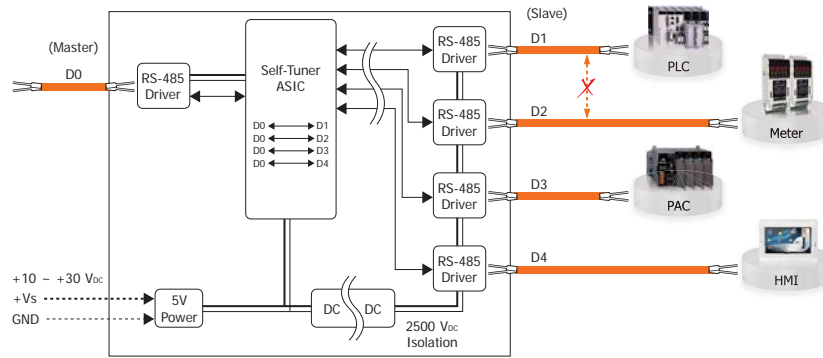 (Master)
D0
RS-485
Driver
Self-Tuner
ASIC
D0
D1
D0
D2
D0
D3
D0
D4
RS-485
Driver
RS-485
Driver
RS-485
Driver
RS-485
Driver
(Slave)
D1
PLC
X
D2
Meter
D3
PAC
D4
HMI
+10 ~ +30 VDC
+Vs
GND
5V
Power
DC
DC
2500 VDC
Isolation